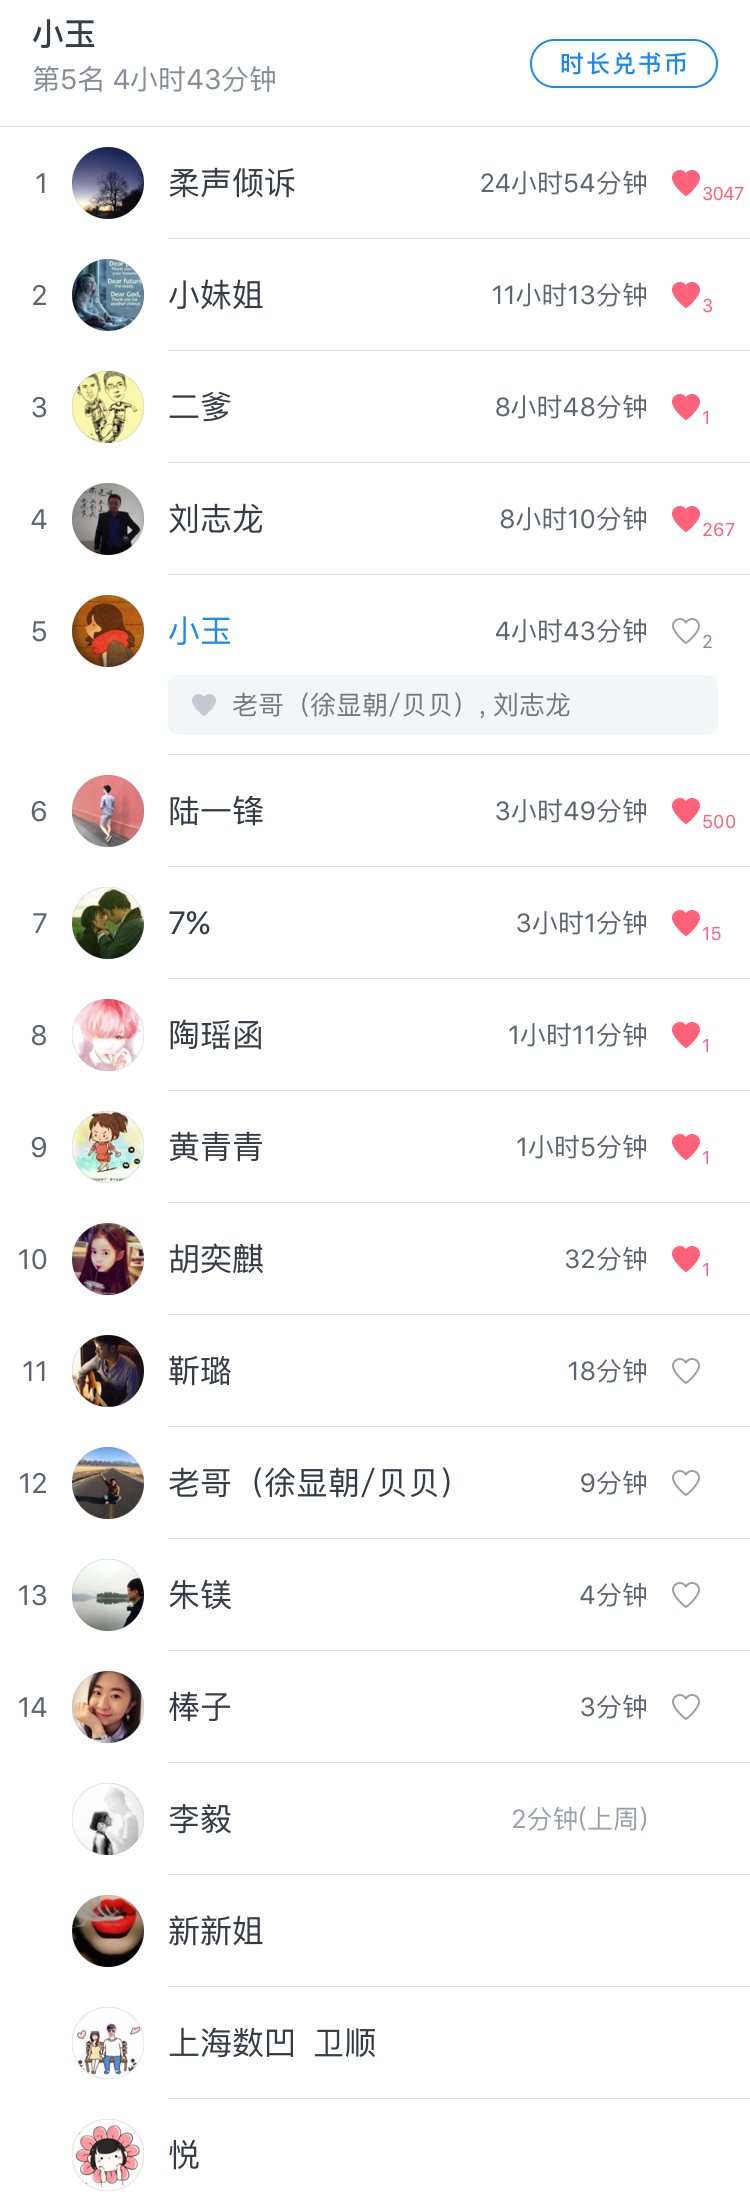 小玉
第5名 4小时43分钟
时长兑书币
1 柔声倾诉 24小时54分钟 3047
2 小妹姐 11小时13分钟 3
3 二爹 8小时48分钟 1
4 刘志龙 8小时10分钟 267
5 小玉 4小时43分钟 2
老哥（徐显朝/贝贝）, 刘志龙
6 陆一锋 3小时49分钟 500
7 7% 3小时1分钟 15
8 陶瑶函 1小时11分钟 1
9 黄青青 1小时5分钟 1
10 胡奕麒 32分钟 1
11 靳璐 18分钟
12 老哥（徐显朝/贝贝） 9分钟
13 朱镁 4分钟
14 棒子 3分钟
李毅 2分钟(上周)
新新姐
上海数凹 卫顺
悦